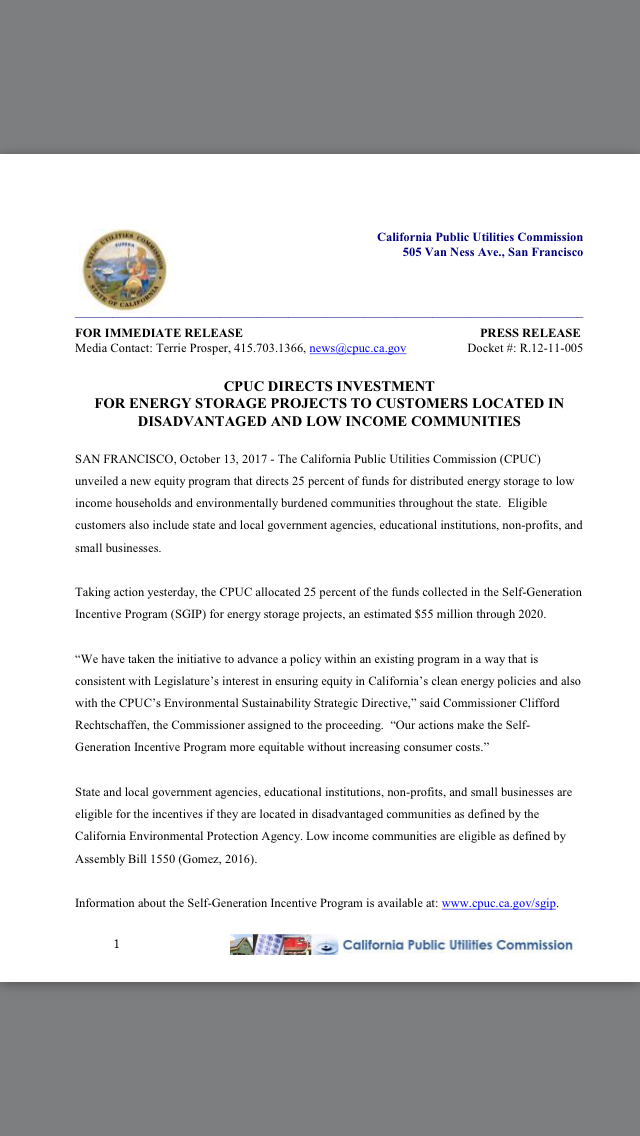 PUBLIC UTILITIES COMMISSION
EUREKA
STATE OF CALIFORNIA
California Public Utilities Commission
505 Van Ness Ave., San Francisco
FOR IMMEDIATE RELEASE PRESS RELEASE
Media Contact: Terrie Prosper, 415.703.1366, news@cpuc.ca.gov Docket #: R.12-11-005
CPUC DIRECTS INVESTMENT
FOR ENERGY STORAGE PROJECTS TO CUSTOMERS LOCATED IN
DISADVANTAGED AND LOW INCOME COMMUNITIES
SAN FRANCISCO, October 13, 2017 - The California Public Utilities Commission (CPUC)
unveiled a new equity program that directs 25 percent of funds for distributed energy storage to low
income households and environmentally burdened communities throughout the state.  Eligible
customers also include state and local government agencies, educational institutions, non-profits, and
small businesses.
Taking action yesterday, the CPUC allocated 25 percent of the funds collected in the Self-Generation
Incentive Program (SGIP) for energy storage projects, an estimated $55 million through 2020.
“We have taken the initiative to advance a policy within an existing program in a way that is
consistent with Legislature’s interest in ensuring equity in California’s clean energy policies and also
with the CPUC’s Environmental Sustainability Strategic Directive,” said Commissioner Clifford
Rechtschaffen, the Commissioner assigned to the proceeding.  “Our actions make the Self-
Generation Incentive Program more equitable without increasing consumer costs.”
State and local government agencies, educational institutions, non-profits, and small businesses are
eligible for the incentives if they are located in disadvantaged communities as defined by the
California Environmental Protection Agency. Low income communities are eligible as defined by
Assembly Bill 1550 (Gomez, 2016).
Information about the Self-Generation Incentive Program is available at: www.cpuc.ca.gov/sgip.
1 California Public Utilities Commission